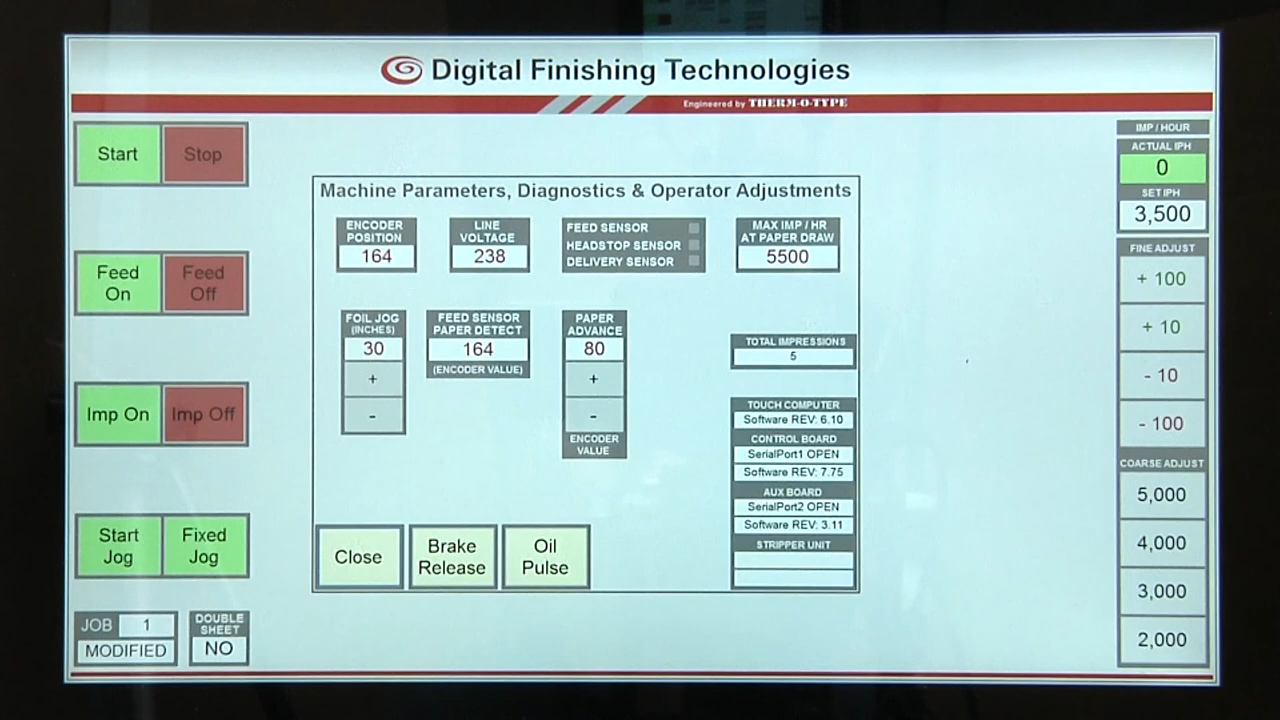 Digital Finishing Technologies
Engineered by THERM-O-TYPE
Start
Stop
Feed
On
Feed
Off
Imp On
Imp Off
Start
Jog
Fixed
Jog
JOB 1
MODIFIED
DOUBLE
SHEET
NO
Machine Parameters, Diagnostics & Operator Adjustments
ENCODER
POSITION
164
LINE
VOLTAGE
238
FEED SENSOR
HEADSTOP SENSOR
DELIVERY SENSOR
MAX IMP / HR
AT PAPER DRAW
5500
FOIL JOG
(INCHES)
30
+
-
FEED SENSOR
PAPER DETECT
164
(ENCODER VALUE)
PAPER
ADVANCE
80
+
-
ENCODER
VALUE
TOTAL IMPRESSIONS
5
TOUCH COMPUTER
Software REV: 6.10
CONTROL BOARD
SerialPort1 OPEN
Software REV: 7.75
AUX BOARD
SerialPort2 OPEN
Software REV: 3.11
STRIPPER UNIT
Close
Brake
Release
Oil
Pulse
IMP / HOUR
ACTUAL IPH
0
SET IPH
3,500
FINE ADJUST
+ 100
+ 10
- 10
- 100
COARSE ADJUST
5,000
4,000
3,000
2,000